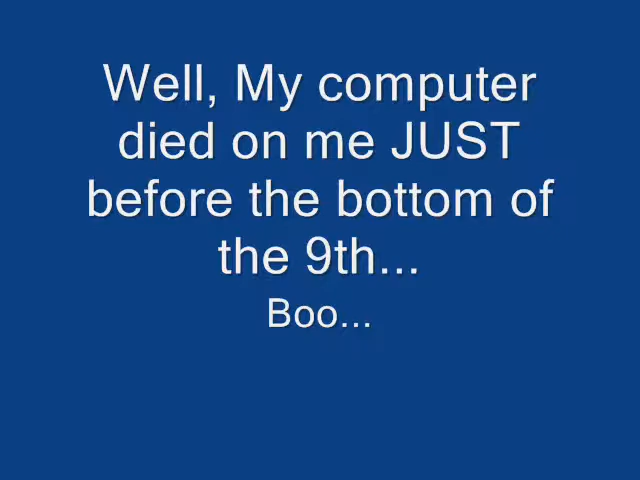 Well, My computer
died on me JUST
before the bottom of
the 9th...
Boo...